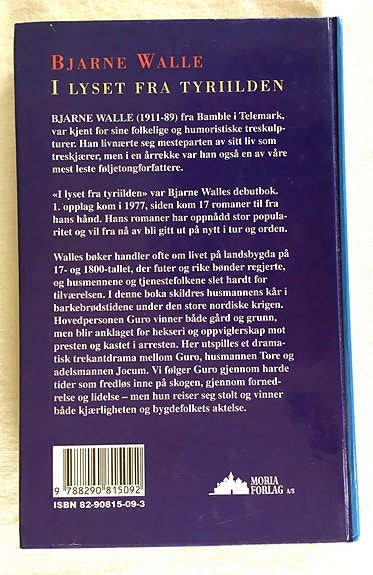 BJARNE WALLE
I LYSET FRA TYRIILDEN
BJARNE WALLE (1911-89) fra Bamble i Telemark,
var kjent for sine folkelige og humoristiske treskulp-
turer. Han livnærte seg mesteparten av sitt liv som
treskjærer, men i en årrekke var han også en av våre
mest leste føljetongforfattere.
«I lyset fra tyriilden» var Bjarne Walles debutbok.
1. opplag kom i 1977, siden kom 17 romaner til fra
hans hånd. Hans romaner har oppnådd stor popula-
ritet og vil fra nå av bli gitt ut på nytt i tur og orden.
Walles bøker handler ofte om livet på landsbygda på
17- og 1800-tallet, der futer og rike bønder regjerte,
og husmennene og tjenestefolkene slet hardt for
tilværelsen. I denne boka skildres husmannens kår i
barkebrødstidene under den store nordiske krigen.
Hovedpersonen Guro vinner både gård og grunn,
men blir anklaget for hekseri og oppviglerskap mot
presten og kastet i arresten. Her utspilles et drama-
tisk trekantdrama mellom Guro, husmannen Tore og
adelsmannen Jocum. Vi følger Guro gjennom harde
tider som fredløs inne på skogen, gjennom forned-
relse og lidelse – men hun reiser seg stolt og vinner
både kjærligheten og bygdefolkets aktelse.
9 788290 815092
ISBN 82-90815-09-3
MORIA
FORLAG A/S